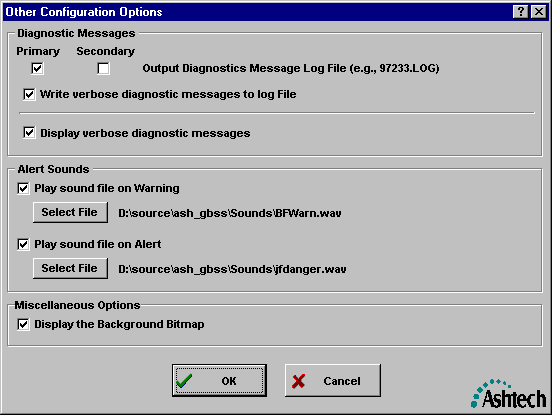 Other Configuration Options
Diagnostic Messages
Primary Secondary
Output Diagnostics Message Log File (e.g., 97233.LOG)
Write verbose diagnostic messages to log File
Display verbose diagnostic messages
Alert Sounds
Play sound file on Warning
Select File D:\source\ash_gbss\Sounds\BFWarn.wav
Play sound file on Alert
Select File D:\source\ash_gbss\Sounds\jfdanger.wav
Miscellaneous Options
Display the Background Bitmap
OK Cancel
Ashtech